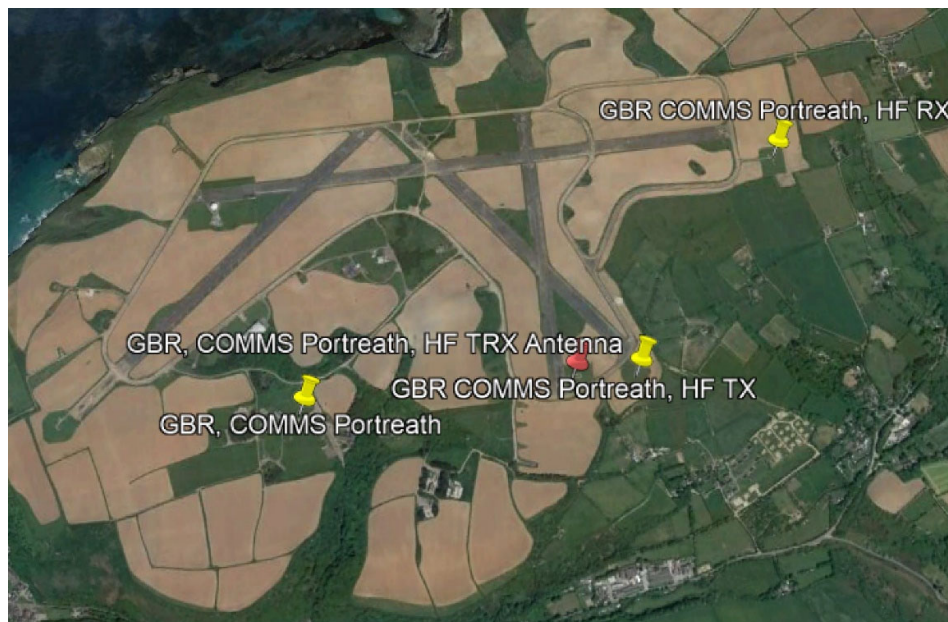 GBR COMMS Portreath, HF RX
GBR, COMMS Portreath, HF TRX Antenna
GBR COMMS Portreath, HF TX
GBR, COMMS Portreath